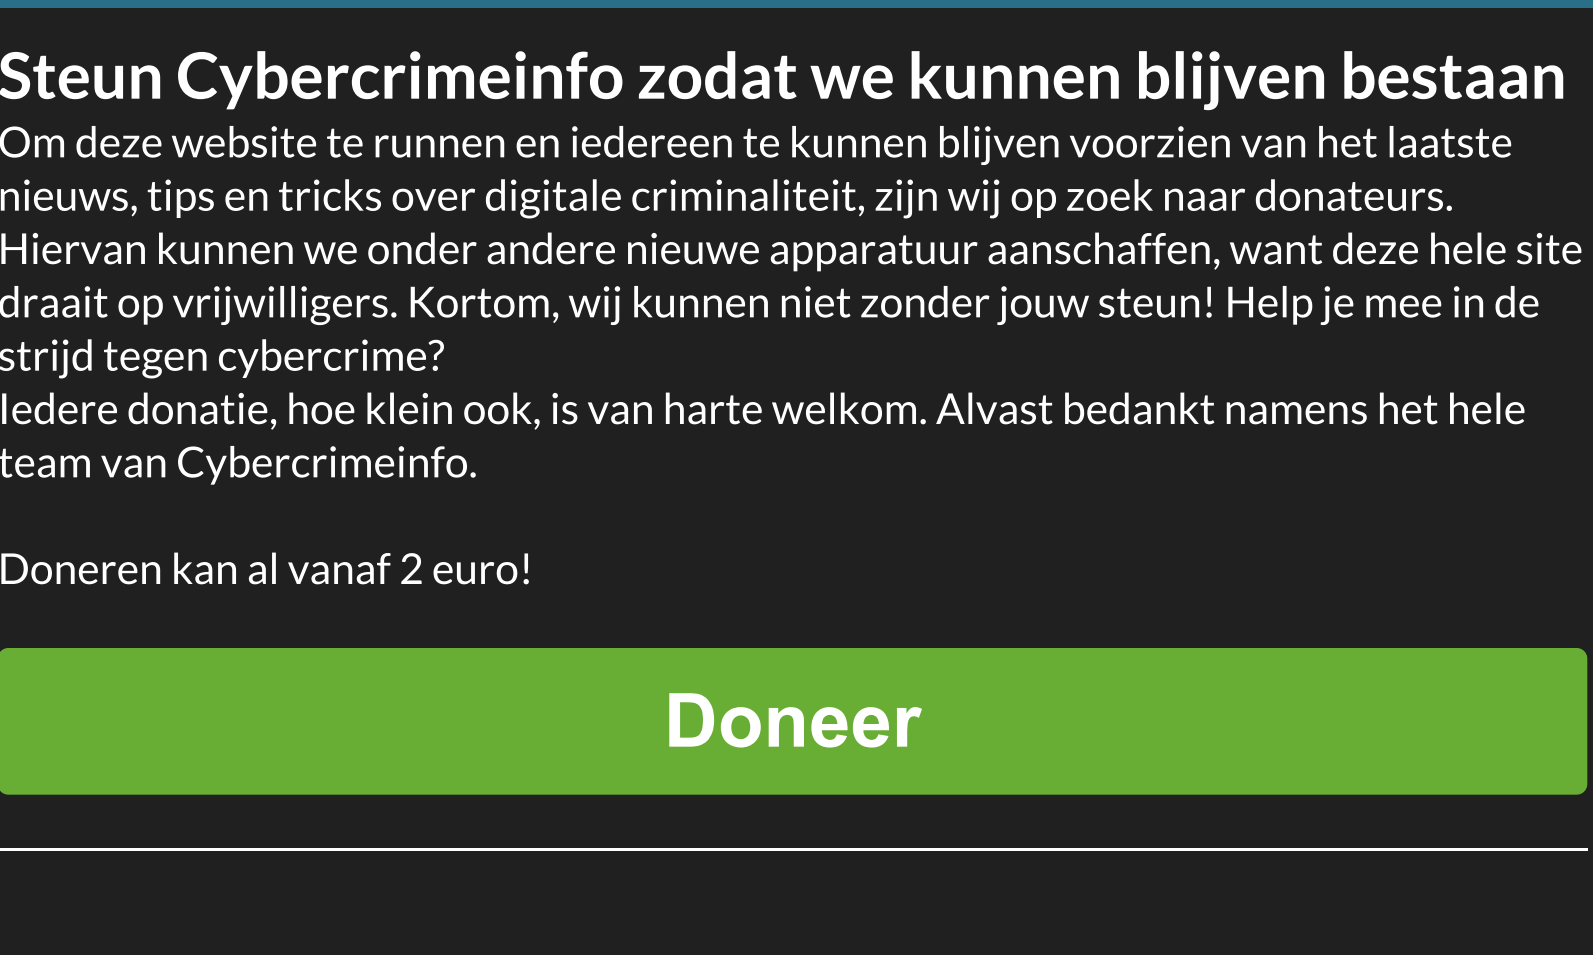 Steun Cybercrimeinfo zodat we kunnen blijven bestaan
Om deze website te runnen en iedereen te kunnen blijven voorzien van het laatste
nieuws, tips en tricks over digitale criminaliteit, zijn wij op zoek naar donateurs.
Hiervan kunnen we onder andere nieuwe apparatuur aanschaffen, want deze hele site
draait op vrijwilligers. Kortom, wij kunnen niet zonder jouw steun! Help je mee in de
strijd tegen cybercrime?
Iedere donatie, hoe klein ook, is van harte welkom. Alvast bedankt namens het hele
team van Cybercrimeinfo.
Doneren kan al vanaf 2 euro!
Doneer